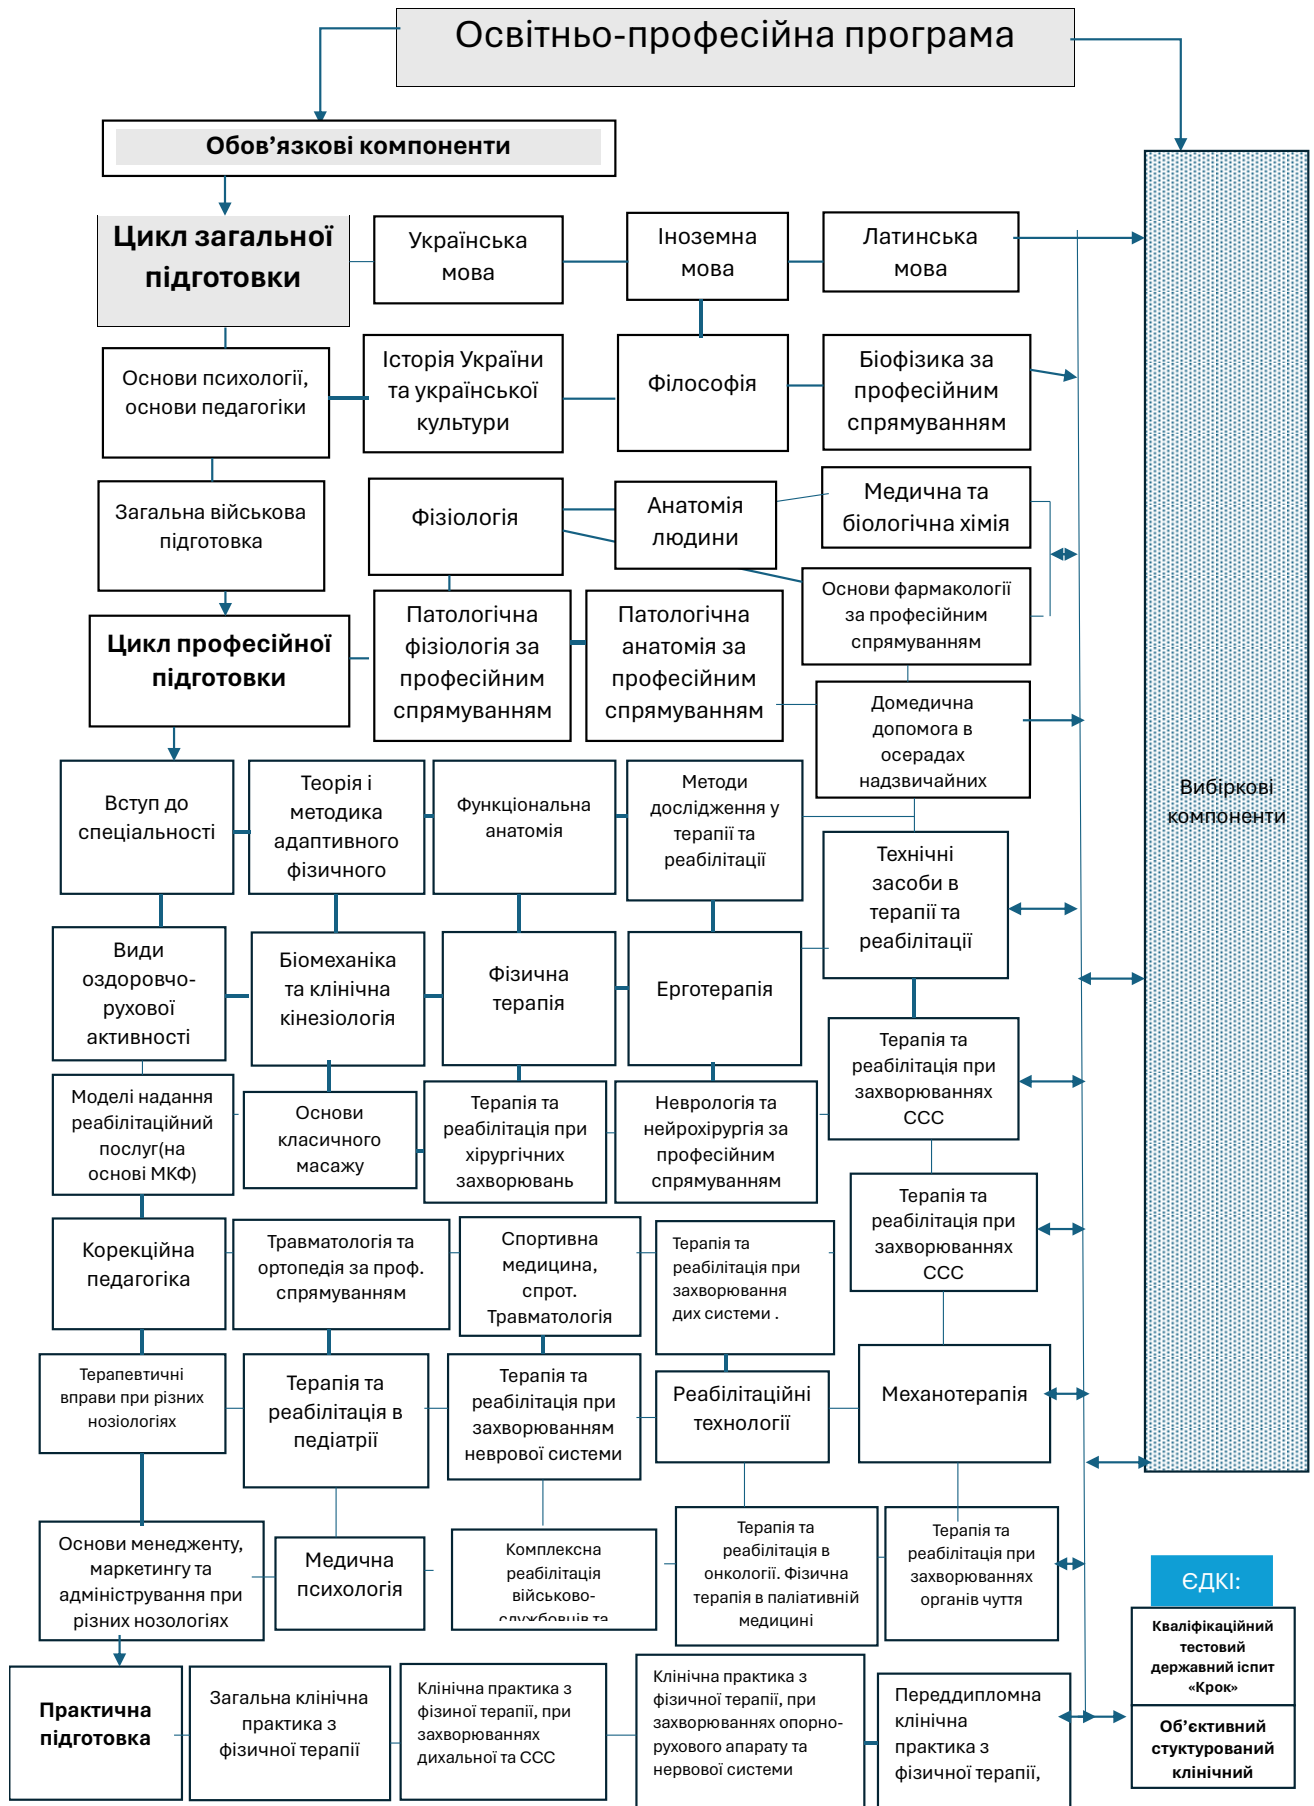 Освітньо-професійна програма
Обов’язкові компоненти
Цикл загальної
підготовки
Українська
мова
Іноземна
мова
Латинська
мова
Основи психології,
основи педагогіки
Історія України
та української
культури
Філософія
Біофізика за
професійним
спрямуванням
Загальна військова
підготовка
Фізіологія
Анатомія
людини
Медична та
біологічна хімія
Основи фармакології
за професійним
спрямуванням
Цикл професійної
підготовки
Патологічна
фізіологія за
професійним
спрямуванням
Патологічна
анатомія за
професійним
спрямуванням
Домедична
допомога в
осерадах
надзвичайних
Вибіркові
компоненти
Вступ до
спеціальності
Теорія і
методика
адаптивного
фізичного
Функціональна
анатомія
Методи
дослідження у
терапії та
реабілітації
Технічні
засоби в
терапії та
реабілітації
Види
оздоровчо-
рухової
активності
Біомеханіка
та клінічна
кінезіологія
Фізична
терапія
Ерготерапія
Терапія та
реабілітація при
захворюваннях
ССС
Моделі надання
реабілітаційний
послуг(на
основі МКФ)
Основи
класичного
масажу
Терапія та
реабілітація при
хірургічних
захворювань
Неврологія та
нейрохірургія за
професійним
спрямуванням
Терапія та
реабілітація при
захворюваннях
ССС
Корекційна
педагогіка
Травматологія та
ортопедія за проф.
спрямуванням
Спортивна
медицина,
спрот.
Травматологія
Терапія та
реабілітація при
захворювання
дих системи .
Терапевтичні
вправи при різних
нозіологіях
Терапія та
реабілітація в
педіатрії
Терапія та
реабілітація при
захворюванням
неврової системи
Реабілітаційні
технології
Механотерапія
Основи менеджменту,
маркетингу та
адміністрування при
різних нозологіях
Медична
психологія
Комплексна
реабілітація
військово-
службовців та
Терапія та
реабілітація в
онкології. Фізична
терапія в паліативній
медицині
Терапія та
реабілітація при
захворюваннях
органів чуття
ЄДКІ:
Кваліфікаційний
тестовий
державний іспит
«Крок»
Об’єктивний
стуктурований
клінічний
Практична
підготовка
Загальна клінічна
практика з
фізичної терапії
Клінічна практика з
фізиної терапії, при
захворюваннях
дихальної та ССС
Клінічна практика з
фізичної терапії, при
захворюваннях опорно-
рухового апарату та
нервової системи
Переддипломна
клінічна
практика з
фізичної терапії,